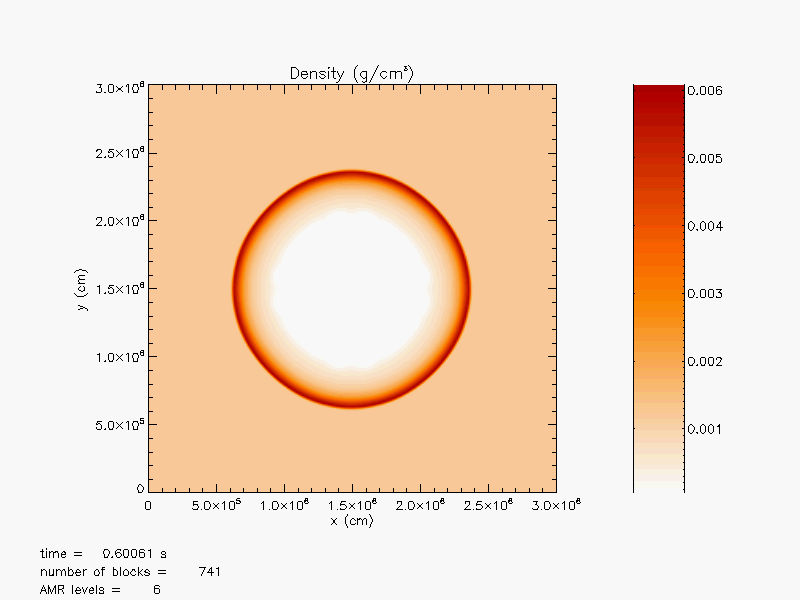 Density (g/cm³)
3.0×10⁶
2.5×10⁶
2.0×10⁶
1.5×10⁶
1.0×10⁶
5.0×10⁵
0
y (cm)
0 5.0×10⁵ 1.0×10⁶ 1.5×10⁶ 2.0×10⁶ 2.5×10⁶ 3.0×10⁶
x (cm)
0.006
0.005
0.004
0.003
0.002
0.001
time = 0.60061 s
number of blocks = 741
AMR levels = 6